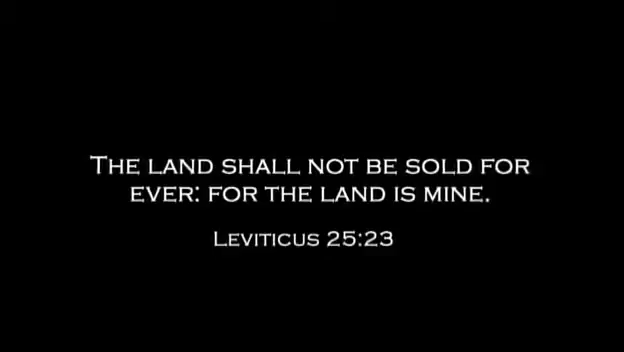 The land shall not be sold for
ever: for the land is mine.
Leviticus 25:23